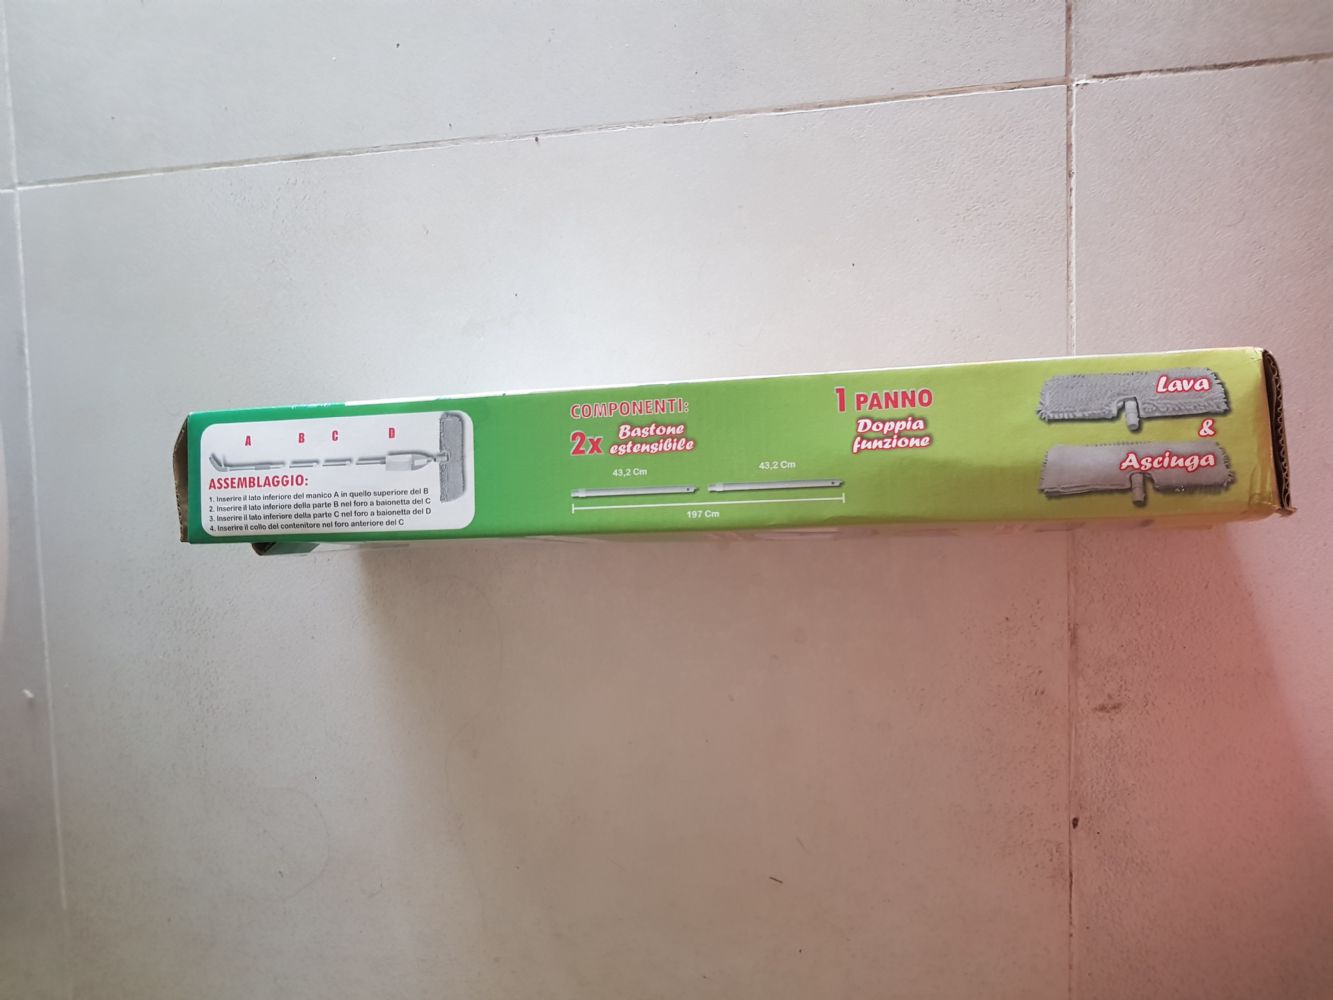 A B C D
ASSEMBLAGGIO:
1. Inserire il lato inferiore del manico A in quello superiore del B
2. Inserire il lato inferiore della parte B nel foro a baionetta del C
3. Inserire il lato inferiore della parte C nel foro a baionetta del D
4. Inserire il collo del contenitore nel foro anteriore del C
COMPONENTI:
2x Bastone
estensibile
43,2 Cm 43,2 Cm
197 Cm
1 PANNO
Doppia
funzione
Lava
&
Asciuga